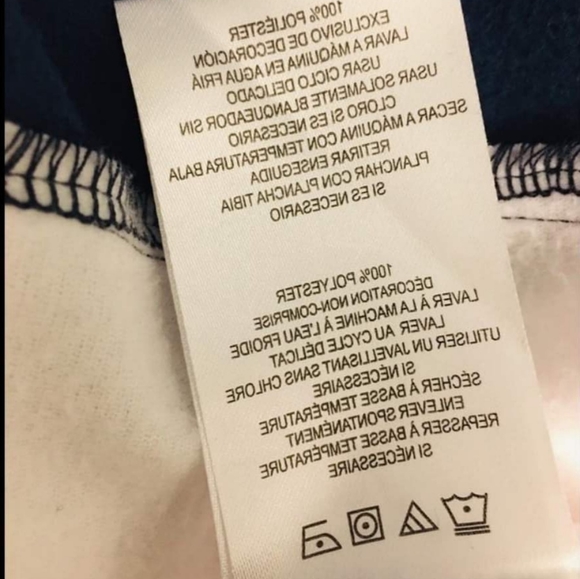 100% POLIÉSTER
EXCLUSIVO DE DECORACIÓN
LAVAR A MÁQUINA EN AGUA FRIÁ
USAR CICLO DELICADO
USAR SOLAMENTE BLANQUEADOR SIN
CLORO SI ES NECESARIO
SECAR A MÁQUINA CON TEMPERATURA BAJA
RETIRAR ENSEGUIDA
PLANCHAR CON PLANCHA TIBIA
SI ES NECESARIO
100% POLYESTER
DÉCORATION NON-COMPRISE
LAVER À LA MACHINE À L'EAU FROIDE
LAVER AU CYCLE DÉLICAT
UTILISER UN JAVELLISANT SANS CHLORE
SI NÉCESSAIRE
SÉCHER À BASSE TEMPÉRATURE
ENLEVER SPONTANÉMENT
REPASSER À BASSE TEMPÉRATURE
SI NÉCESSAIRE